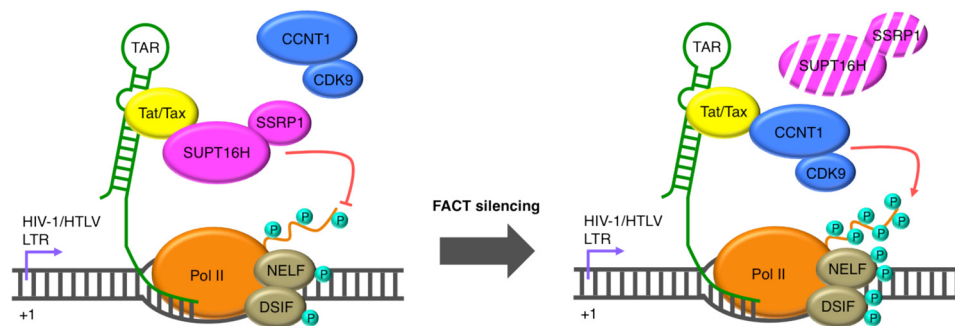 TAR
CCNT1
CDK9
Tat/Tax
SSRP1
SUPT16H
P
P
P
HIV-1/HTLV
LTR
Pol II
NELF
P
DSIF
P
+1
FACT silencing
TAR
SSRP1
SUPT16H
Tat/Tax
CCNT1
CDK9
P
P
P
P
P
P
HIV-1/HTLV
LTR
Pol II
NELF
P
P
DSIF
P
P
+1